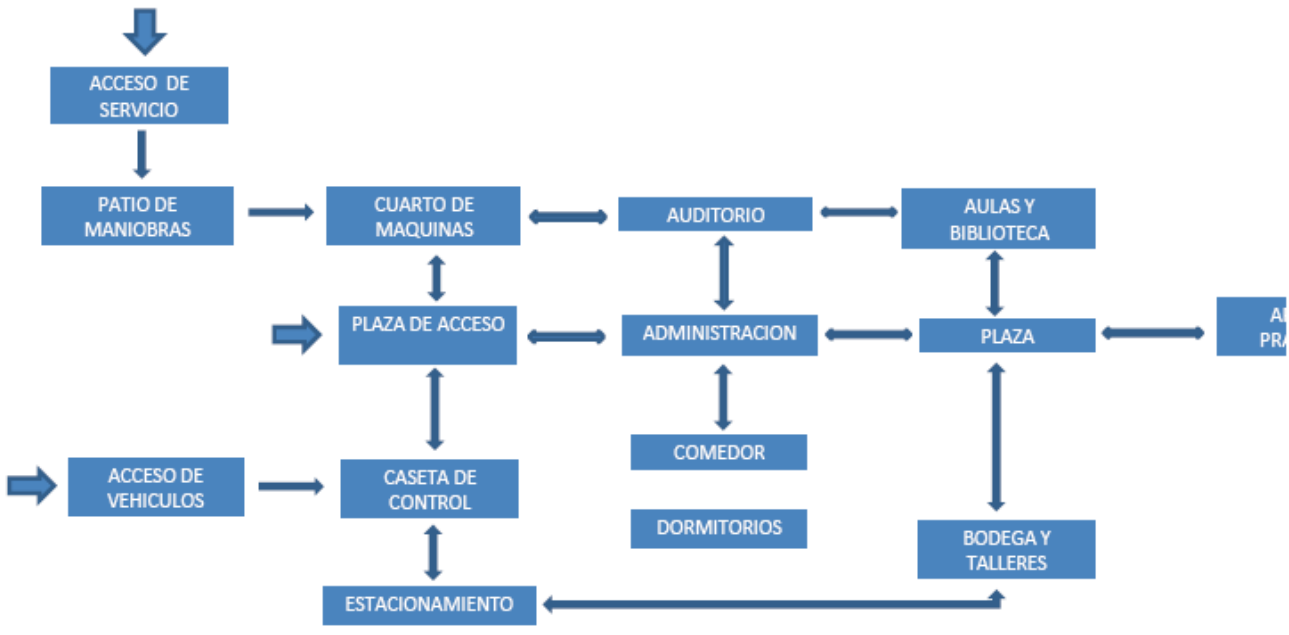 ACCESO DE
SERVICIO
PATIO DE
MANIOBRAS
CUARTO DE
MAQUINAS
AUDITORIO
AULAS Y
BIBLIOTECA
PLAZA DE ACCESO
ADMINISTRACION
PLAZA
ACCESO DE
VEHICULOS
CASETA DE
CONTROL
COMEDOR
DORMITORIOS
BODEGA Y
TALLERES
ESTACIONAMIENTO